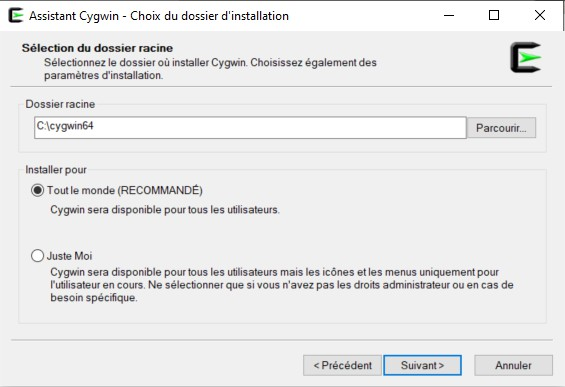 Assistant Cygwin - Choix du dossier d'installation
Sélection du dossier racine
Sélectionnez le dossier où installer Cygwin. Choisissez également des
paramètres d'installation.
Dossier racine
C:\cygwin64
Parcourir...
Installer pour
Tout le monde (RECOMMANDÉ)
Cygwin sera disponible pour tous les utilisateurs.
Juste Moi
Cygwin sera disponible pour tous les utilisateurs mais les icônes et les menus uniquement pour
l'utilisateur en cours. Ne sélectionner que si vous n'avez pas les droits administrateur ou en cas de
besoin spécifique.
< Précédent
Suivant >
Annuler